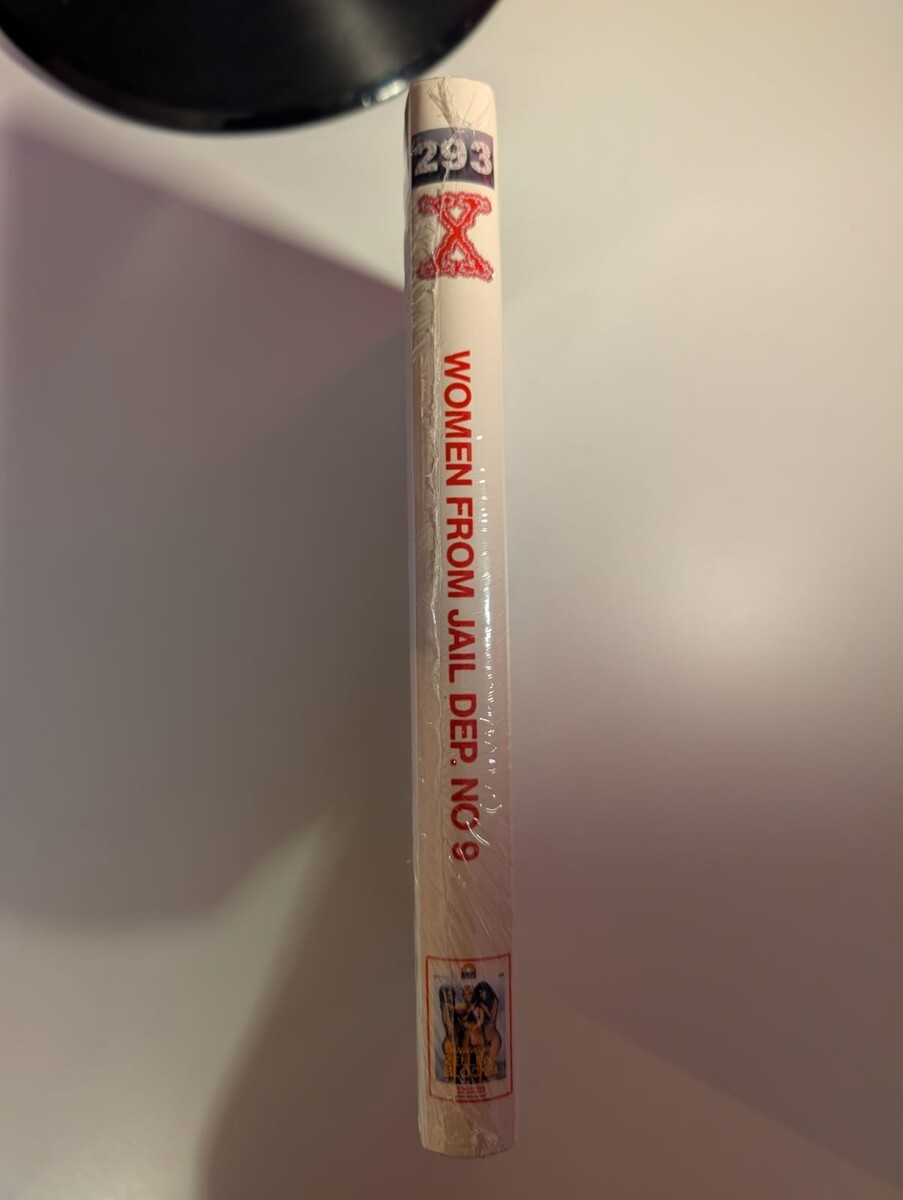 293
X
WOMEN FROM JAIL DEP. NO 9